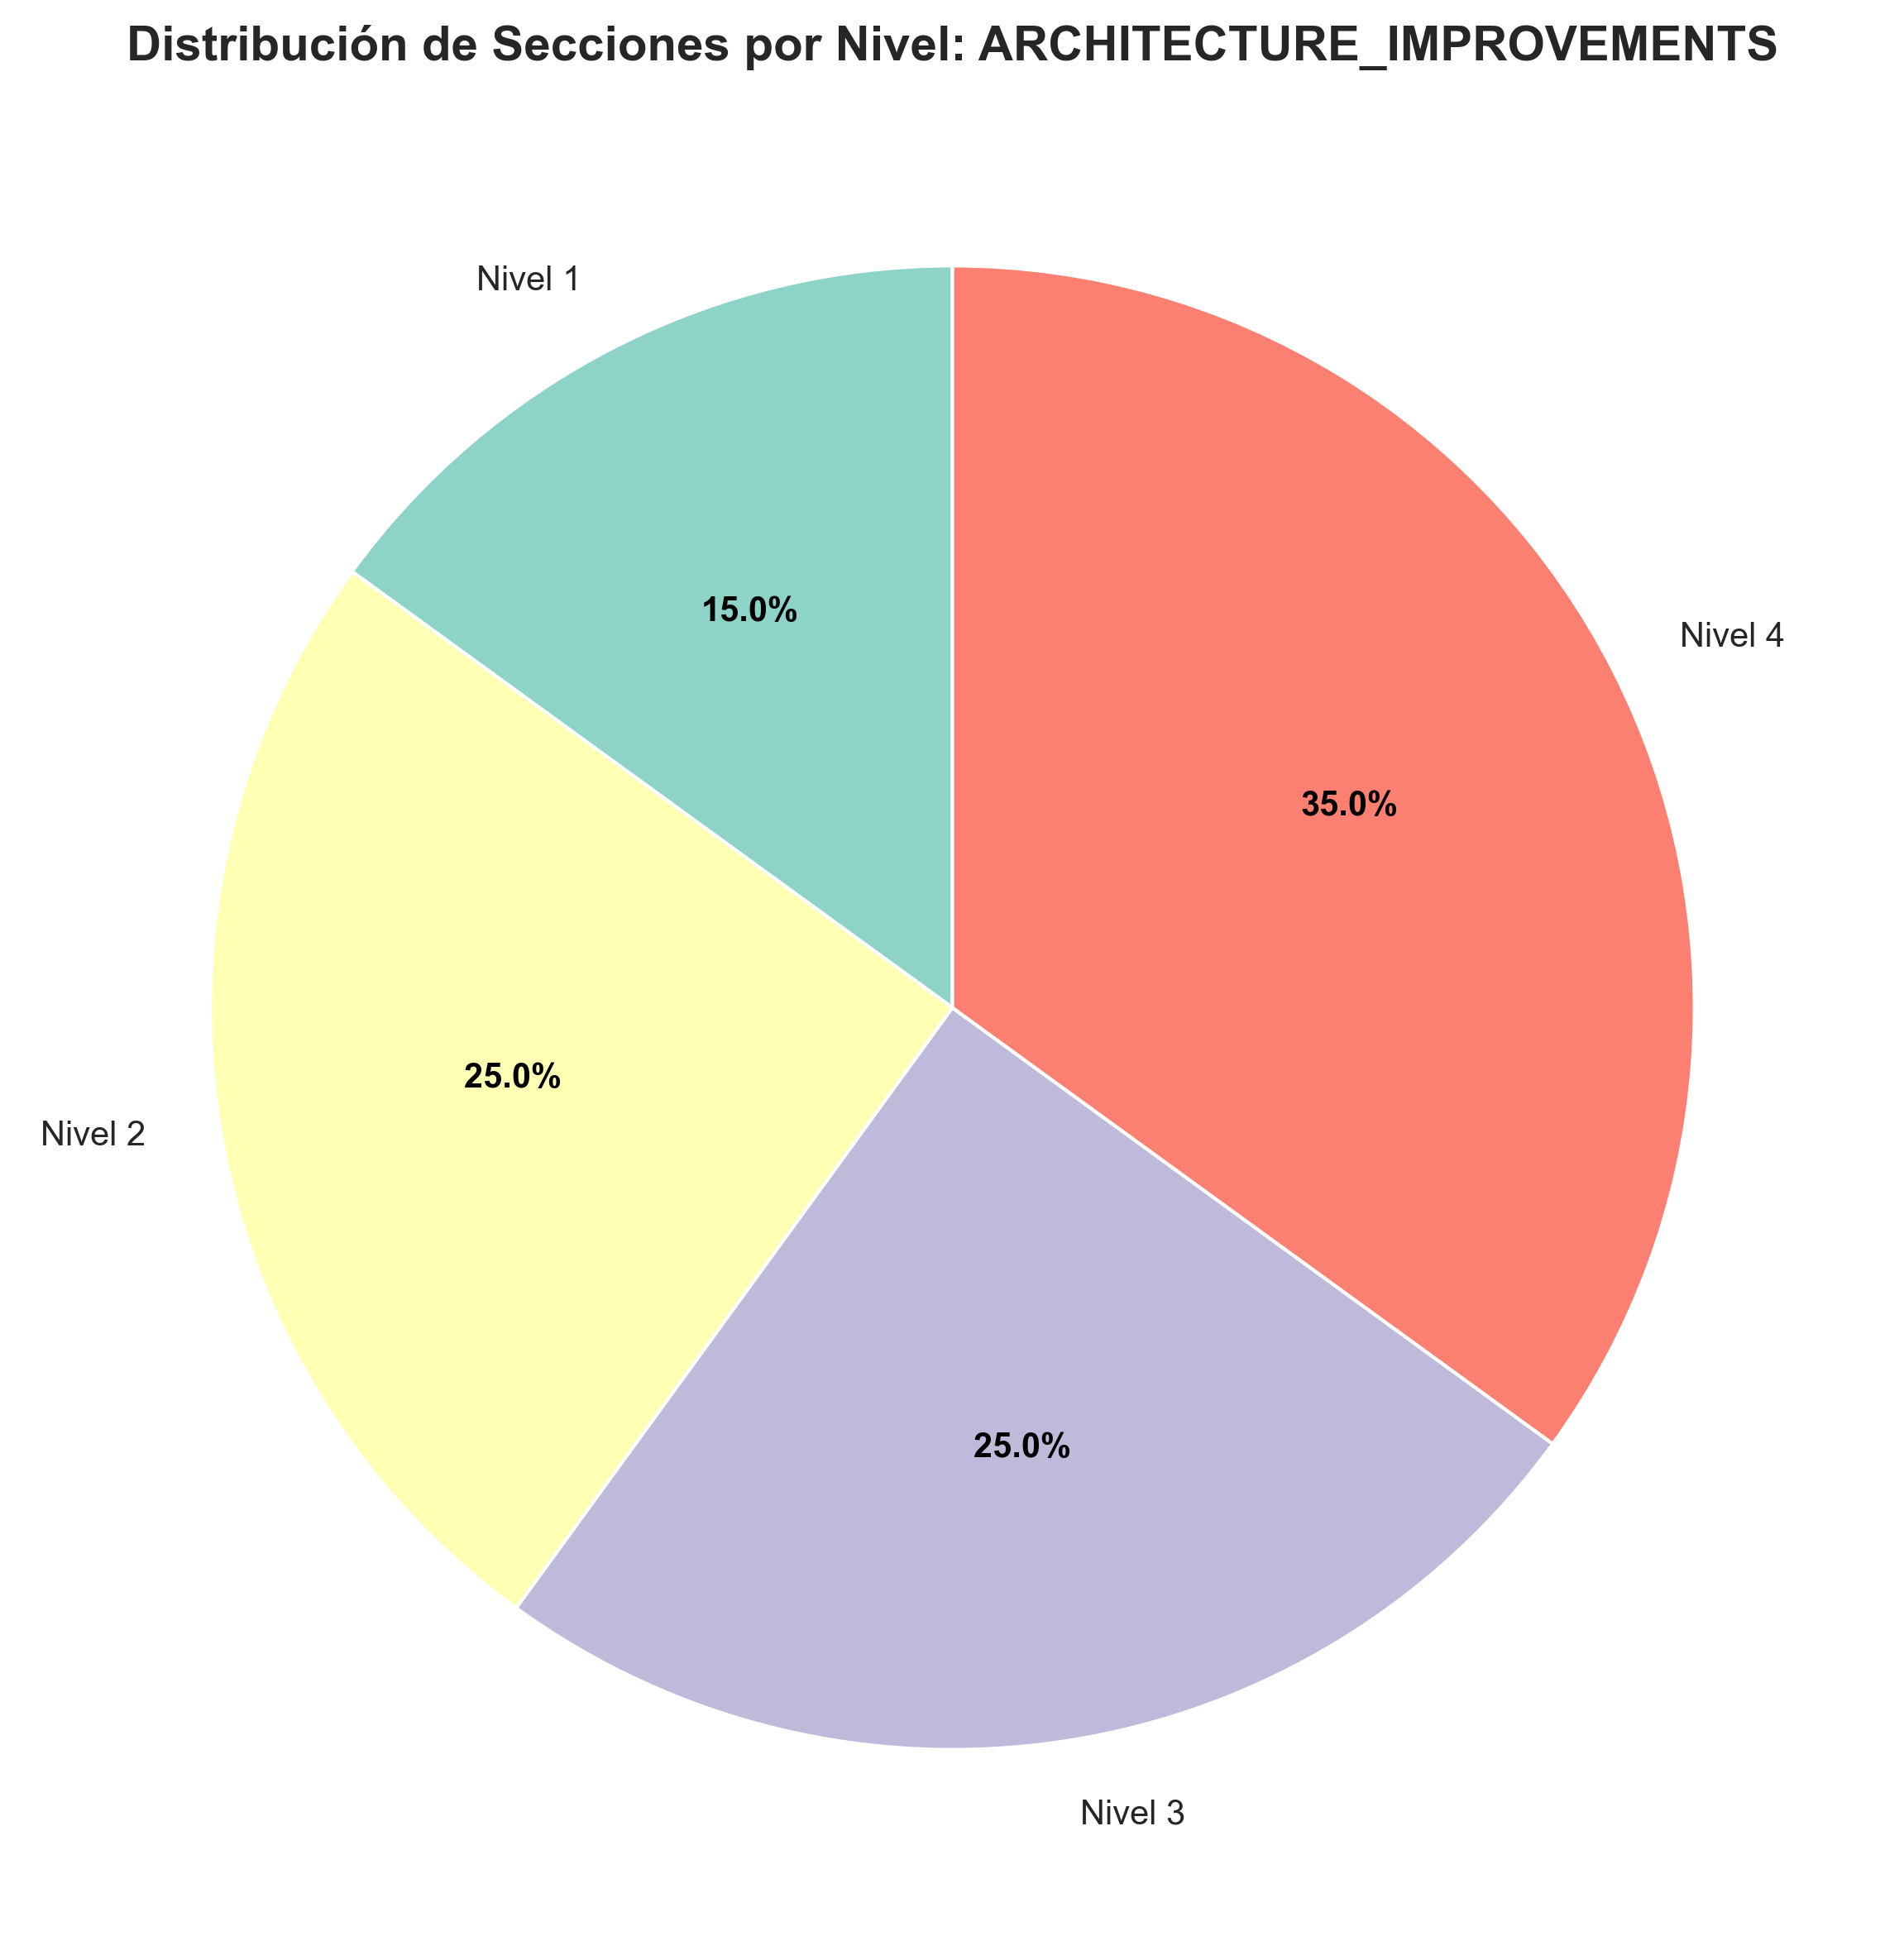 Distribución de Secciones por Nivel: ARCHITECTURE_IMPROVEMENTS
Nivel 1
15.0%
Nivel 4
35.0%
25.0%
Nivel 2
25.0%
Nivel 3